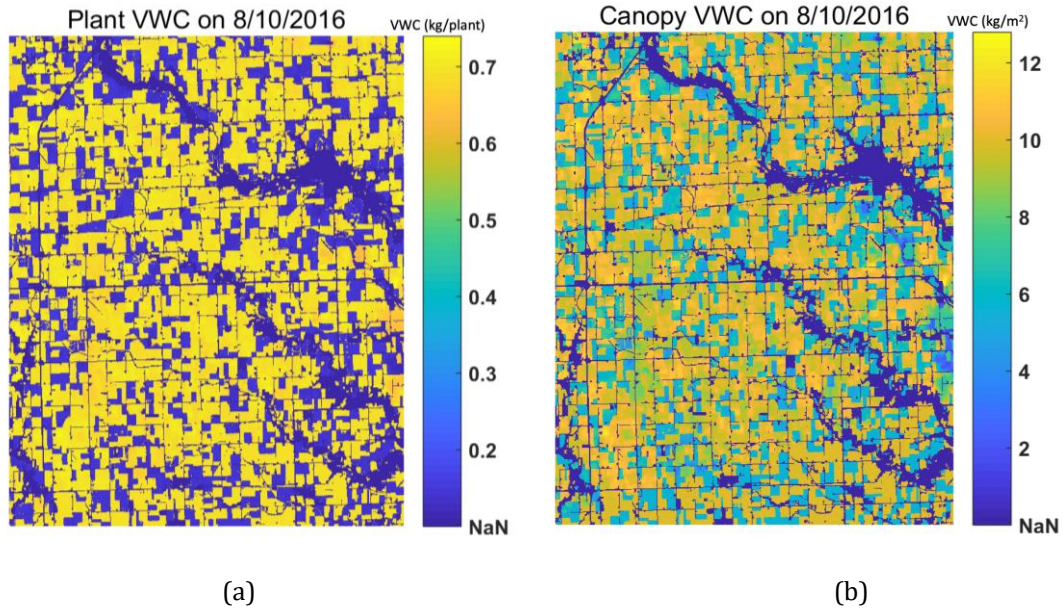 Plant VWC on 8/10/2016
VWC (kg/plant)
0.7
0.6
0.5
0.4
0.3
0.2
NaN
(a)
Canopy VWC on 8/10/2016
VWC (kg/m²)
12
10
8
6
4
2
NaN
(b)